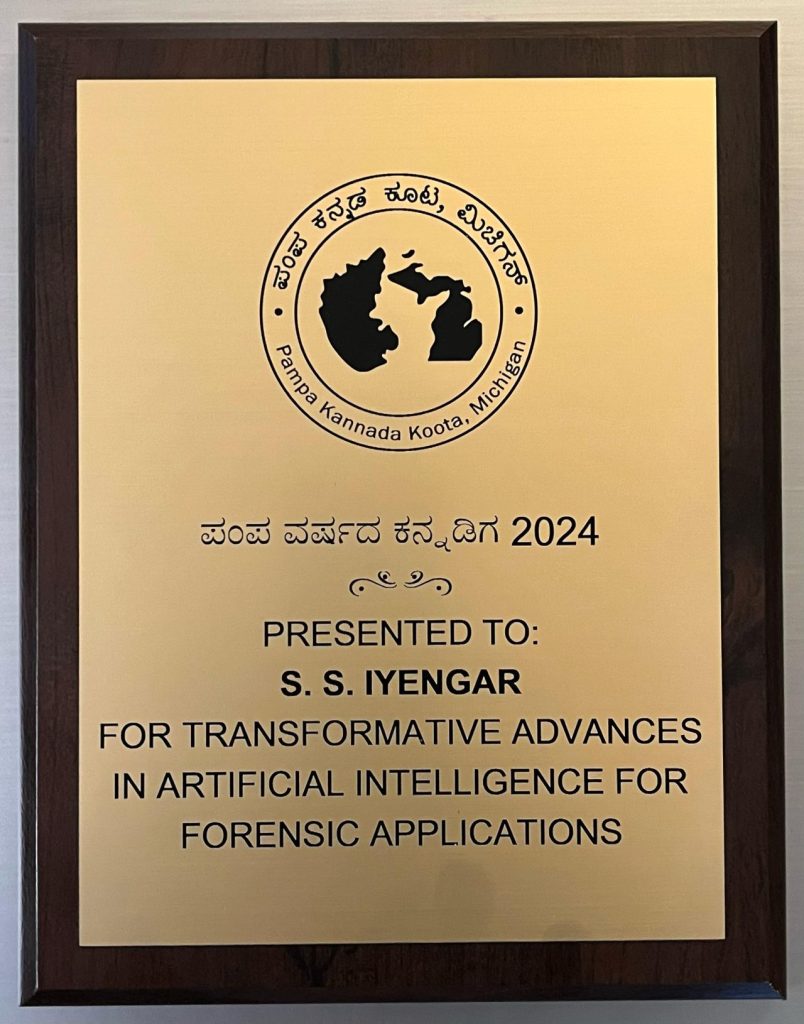 ಪಂಪ ಕನ್ನಡ ಕೂಟ, ಮಿಚಿಗನ್
Pampa Kannada Koota, Michigan
ಪಂಪ ವರ್ಷದ ಕನ್ನಡಿಗ 2024
PRESENTED TO:
S. S. IYENGAR
FOR TRANSFORMATIVE ADVANCES
IN ARTIFICIAL INTELLIGENCE FOR
FORENSIC APPLICATIONS